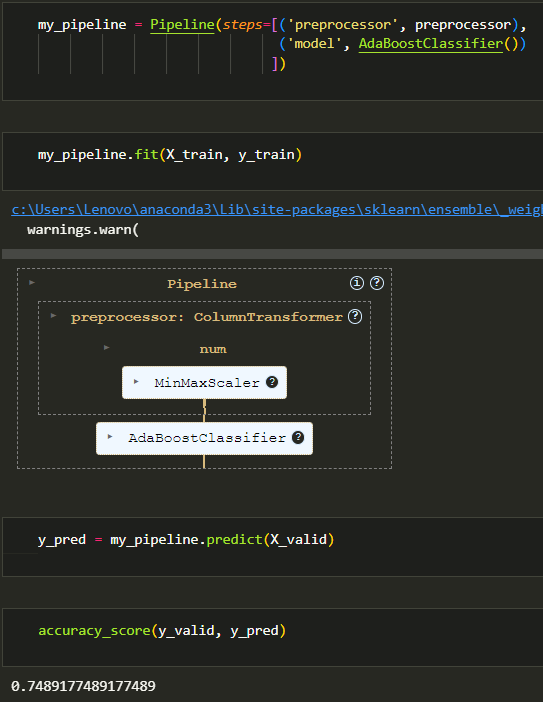 my_pipeline = Pipeline(steps=[('preprocessor', preprocessor),
('model', AdaBoostClassifier())
])
my_pipeline.fit(X_train, y_train)
c:\Users\Lenovo\anaconda3\Lib\site-packages\sklearn\ensemble\_weigh
warnings.warn(
Pipeline
preprocessor: ColumnTransformer
num
MinMaxScaler
AdaBoostClassifier
y_pred = my_pipeline.predict(X_valid)
accuracy_score(y_valid, y_pred)
0.7489177489177489